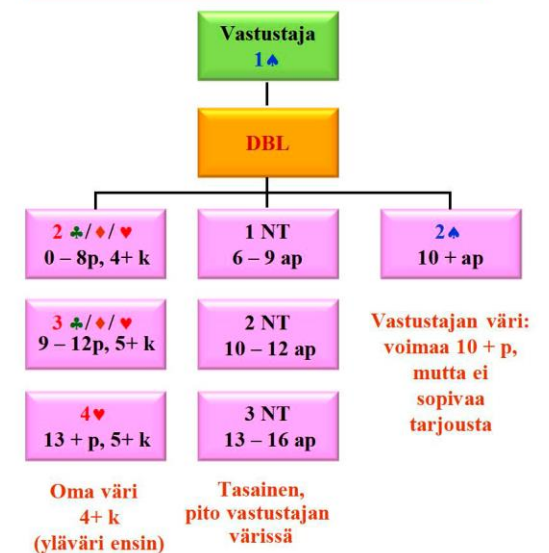 Vastustaja
1♠
DBL
2 ♣/♦/♥
0 – 8p, 4+ k
3 ♣/♦/♥
9 – 12p, 5+ k
4♥
13 + p, 5+ k
Oma väri
4+ k
(yläväri ensin)
1 NT
6 – 9 ap
2 NT
10 – 12 ap
3 NT
13 – 16 ap
Tasainen,
pito vastustajan
värissä
2♠
10 + ap
Vastustajan väri:
voimaa 10 + p,
mutta ei
sopivaa
tarjousta